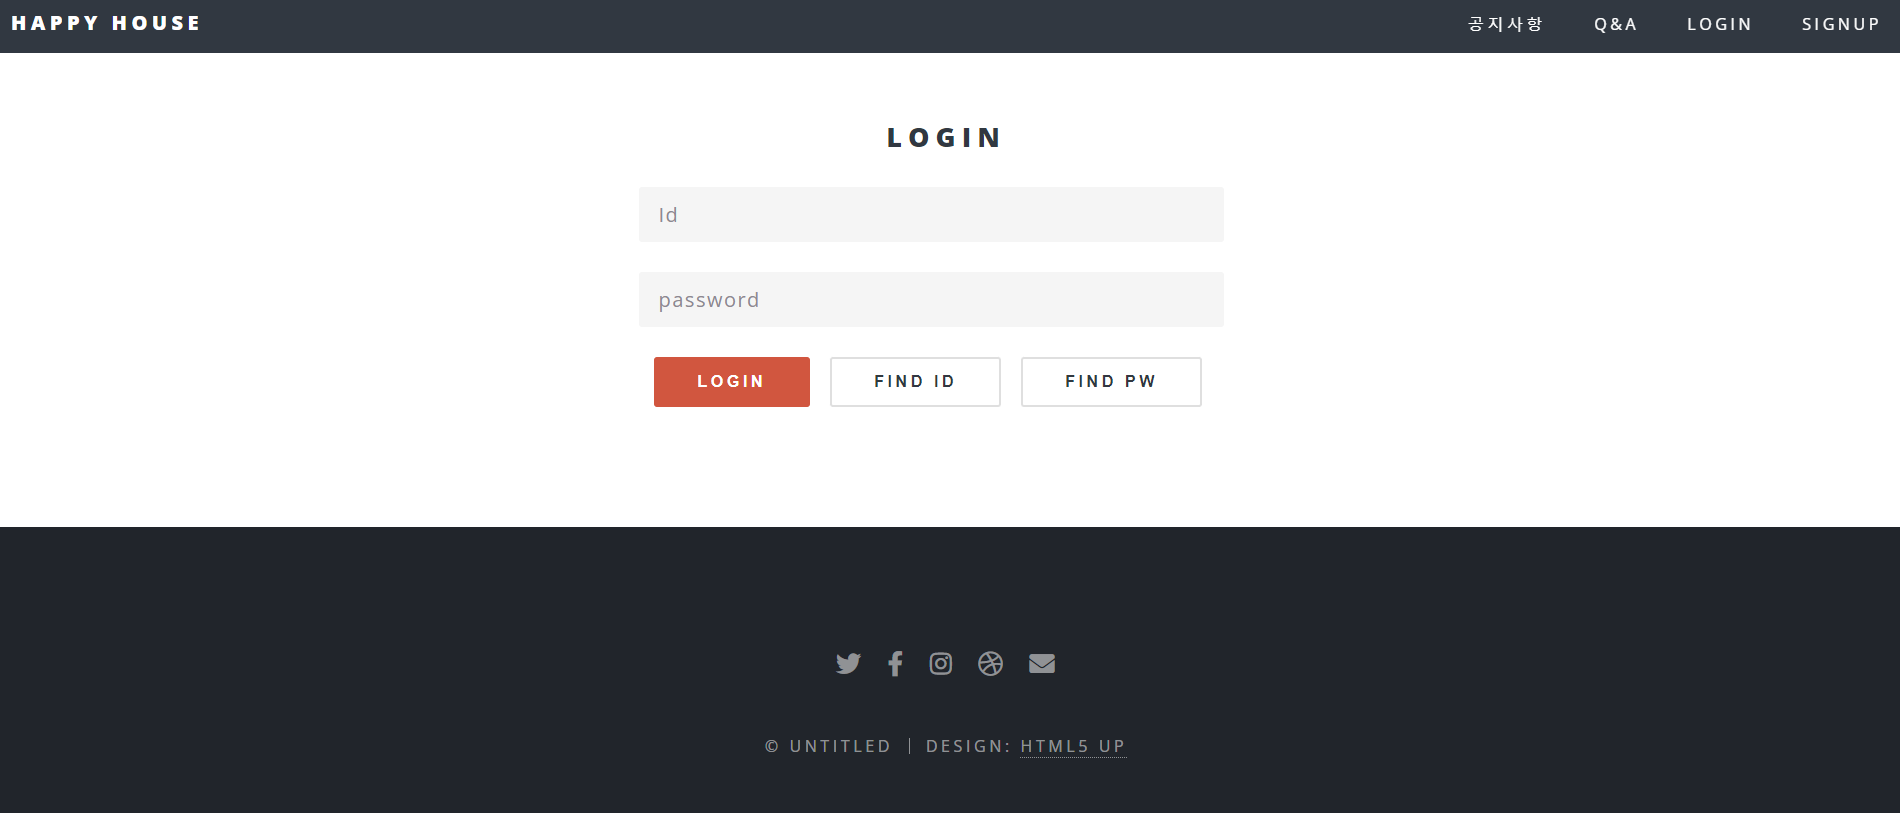 HAPPY HOUSE 공지사항 Q&A LOGIN SIGNUP
LOGIN
Id
password
LOGIN FIND ID FIND PW
© UNTITLED | DESIGN: HTML5 UP